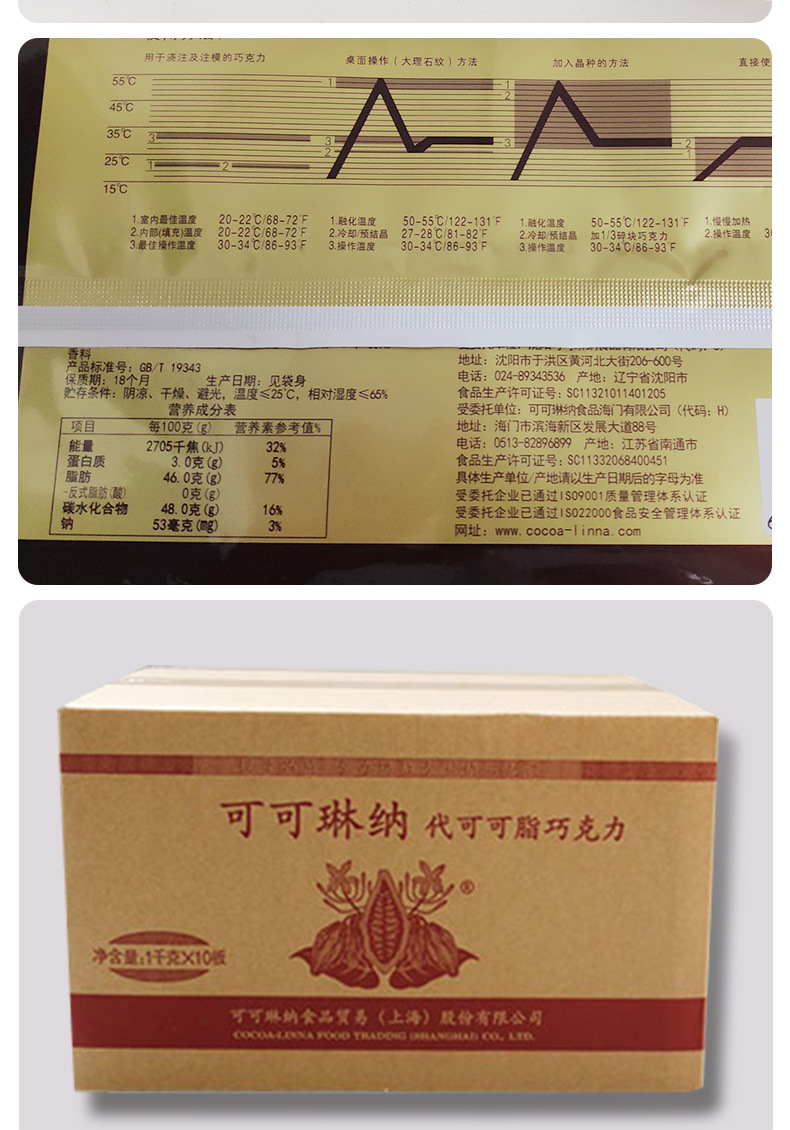 用于浇注及注模的巧克力
桌面操作（大理石纹）方法
加入晶种的方法
直接使
55℃
45℃
35℃
25℃
15℃
3
1
2
1
3
2
1
2
3
2
1
1.室内最佳温度 20-22℃/68-72℉
2.内部(填充)温度 20-22℃/68-72℉
3.最佳操作温度 30-34℃/86-93℉
1.融化温度 50-55℃/122-131℉
2.冷却/预结晶 27-28℃/81-82℉
3.操作温度 30-34℃/86-93℉
1.融化温度 50-55℃/122-131℉
2.冷却/预结晶 加1/3碎块巧克力
3.操作温度 30-34℃/86-93℉
1.慢慢加热
2.操作温度 30
香料
产品标准号：GB/T 19343
保质期：18个月 生产日期：见袋身
贮存条件：阴凉、干燥、避光，温度≤25℃，相对湿度≤65%
营养成分表
项目 每100克(g) 营养素参考值%
能量 2705千焦(kJ) 32%
蛋白质 3.0克(g) 5%
脂肪 46.0克(g) 77%
-反式脂肪(酸) 0克(g)
碳水化合物 48.0克(g) 16%
钠 53毫克(mg) 3%
地址：沈阳市于洪区黄河北大街206-600号
电话：024-89343536 产地：辽宁省沈阳市
食品生产许可证号：SC11321011401205
受委托单位：可可琳纳食品海门有限公司（代码：H）
地址：海门市滨海新区发展大道88号
电话：0513-82896899 产地：江苏省南通市
食品生产许可证号：SC11332068400451
具体生产单位/产地请以生产日期后的字母为准
受委托企业已通过ISO9001质量管理体系认证
受委托企业已通过ISO22000食品安全管理体系认证
网址：www.cocoa-linna.com
可可琳纳 代可可脂巧克力
®
净含量:1千克×10板
可可琳纳食品贸易（上海）股份有限公司
COCOA-LINNA FOOD TRADING (SHANGHAI) CO., LTD.